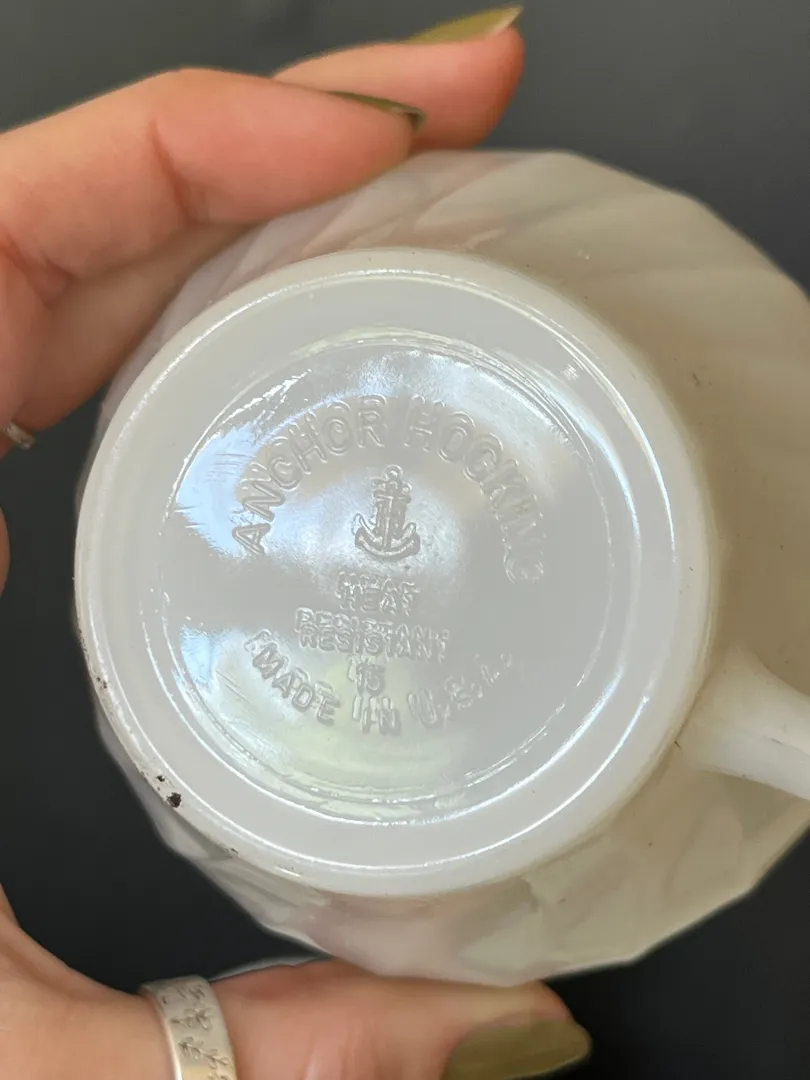 ANCHOR HOCKING
HEAT
RESISTANT
15
MADE IN U.S.A.